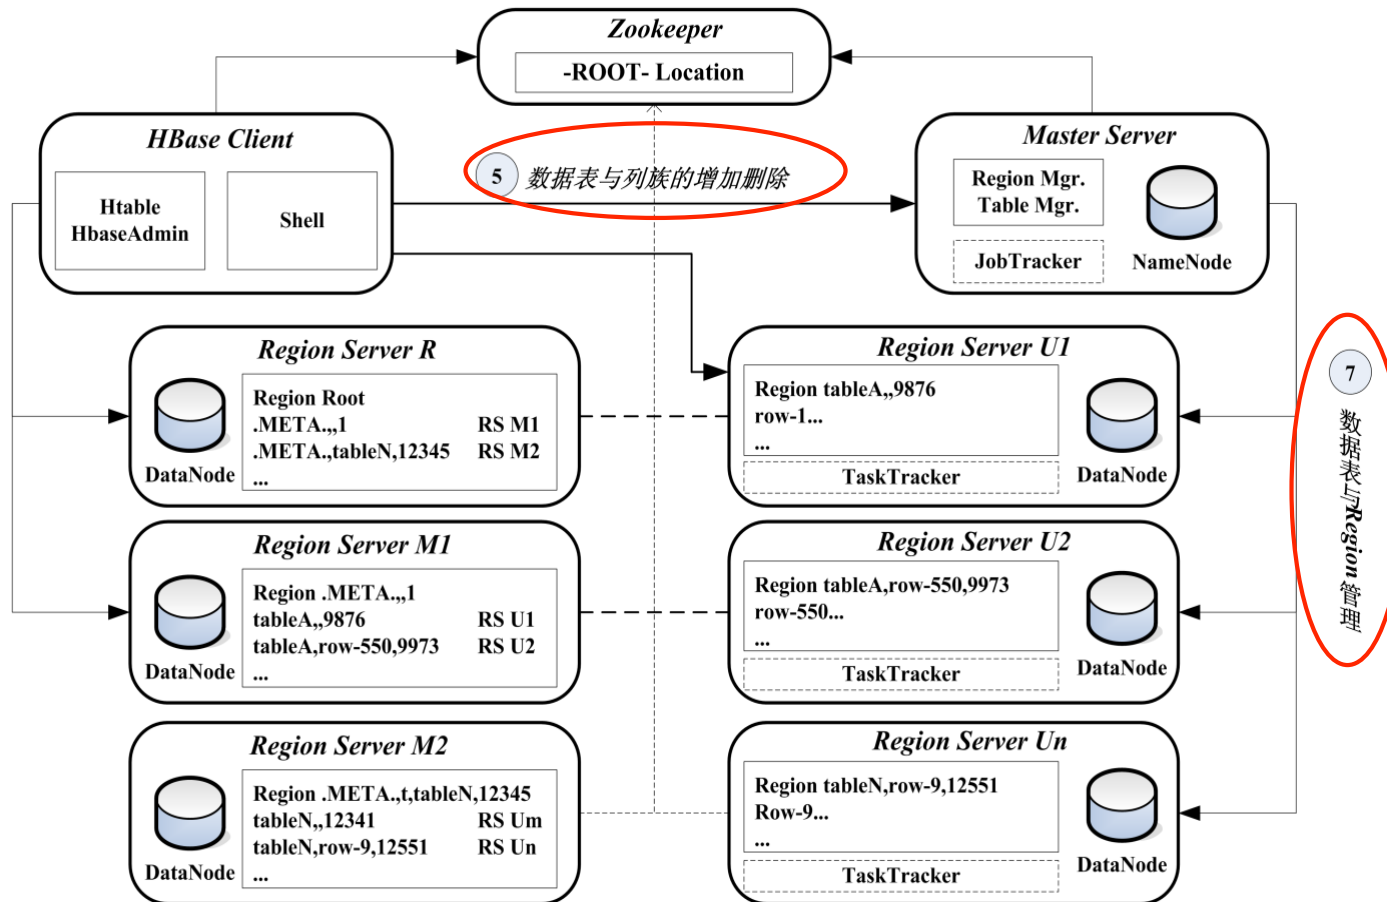 Zookeeper
-ROOT- Location
HBase Client
Htable
HbaseAdmin
Shell
5 数据表与列族的增加删除
Master Server
Region Mgr.
Table Mgr.
JobTracker
NameNode
Region Server R
DataNode
Region Root
.META.,,1 RS M1
.META.,tableN,12345 RS M2
...
Region Server U1
Region tableA,,9876
row-1...
...
TaskTracker
DataNode
7
数据表与Region管理
Region Server M1
DataNode
Region .META.,,1
tableA,,9876 RS U1
tableA,row-550,9973 RS U2
...
Region Server U2
Region tableA,row-550,9973
row-550...
...
TaskTracker
DataNode
Region Server M2
DataNode
Region .META.,t,tableN,12345
tableN,,12341 RS Um
tableN,row-9,12551 RS Un
...
Region Server Un
Region tableN,row-9,12551
Row-9...
...
TaskTracker
DataNode